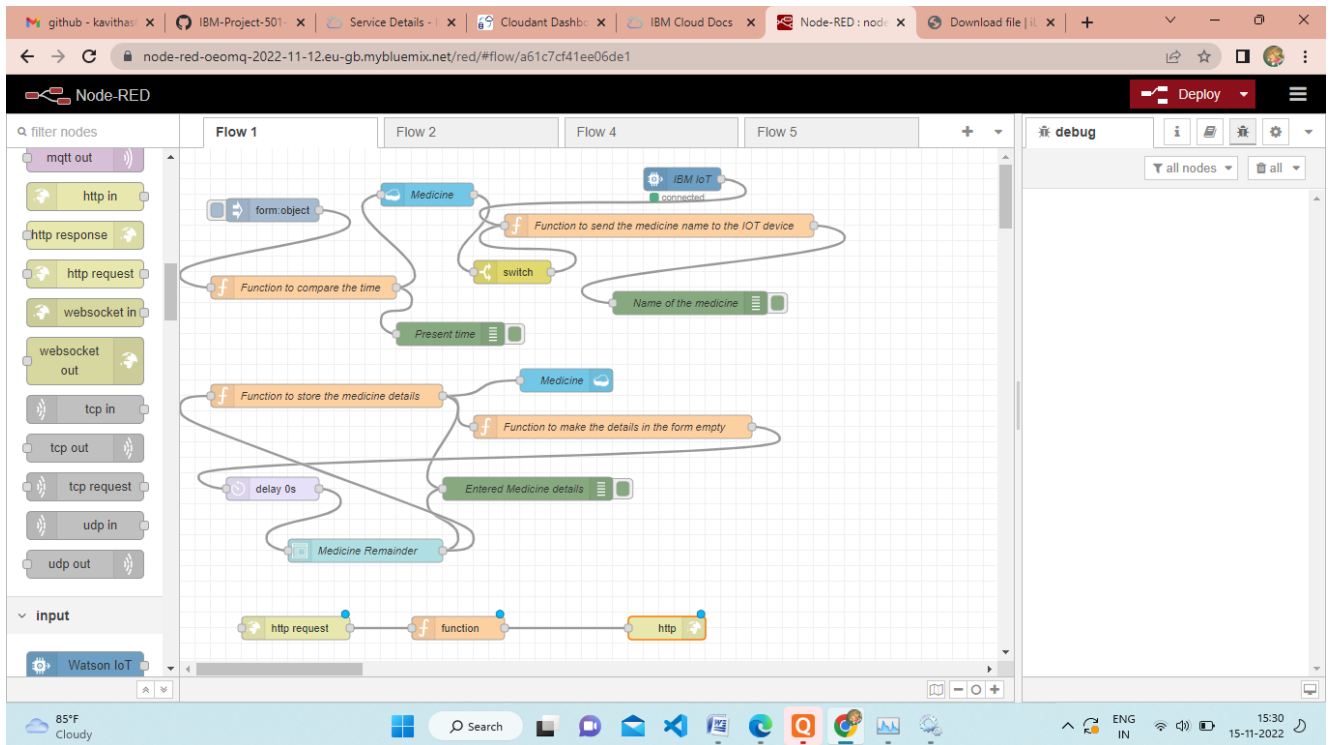 github - kavithas
IBM-Project-501-
Service Details - I
Cloudant Dashbo
IBM Cloud Docs
Node-RED : node
Download file | iL
node-red-oeomq-2022-11-12.eu-gb.mybluemix.net/red/#flow/a61c7cf41ee06de1
Node-RED
Deploy
filter nodes
Flow 1
Flow 2
Flow 4
Flow 5
debug
all nodes
all
mqtt out
http in
http response
http request
websocket in
websocket
out
tcp in
tcp out
tcp request
udp in
udp out
input
Watson IoT
IBM IoT
connected
Medicine
form:object
Function to send the medicine name to the IOT device
switch
Function to compare the time
Name of the medicine
Present time
Medicine
Function to store the medicine details
Function to make the details in the form empty
delay 0s
Entered Medicine details
Medicine Remainder
http request
function
http
85°F
Cloudy
Search
ENG
IN
15:30
15-11-2022